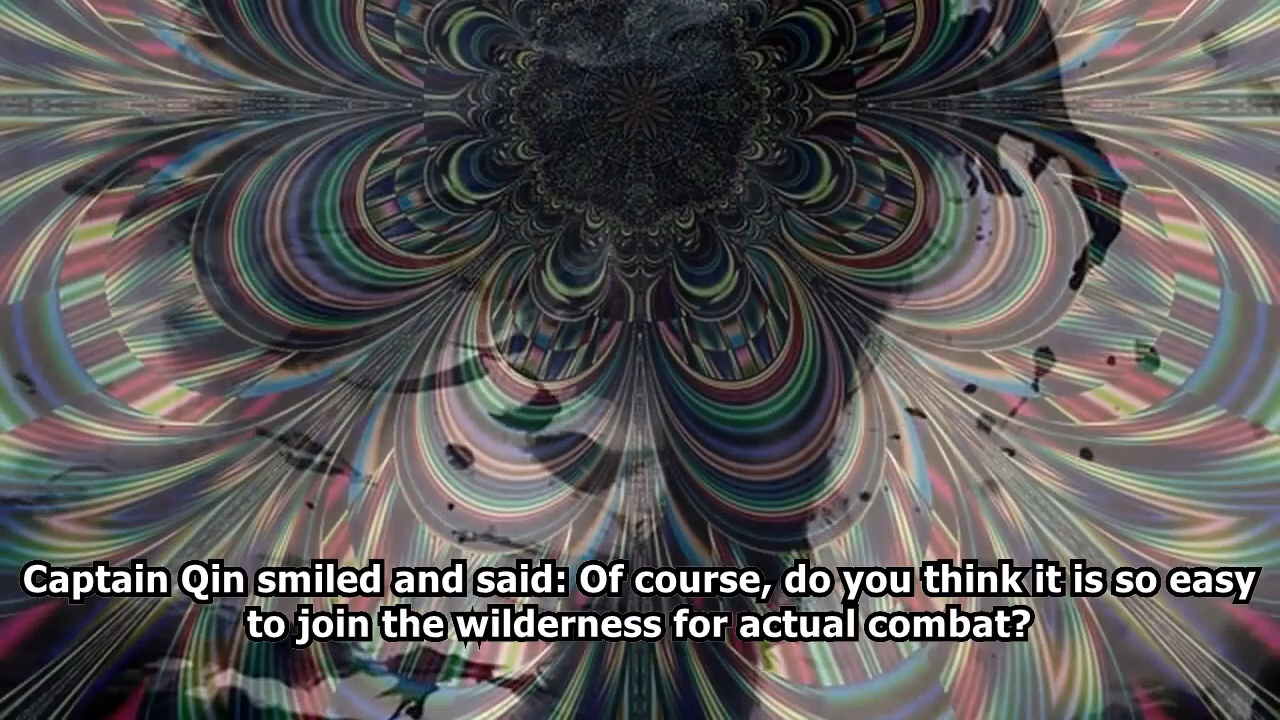 Captain Qin smiled and said: Of course, do you think it is so easy
to join the wilderness for actual combat?